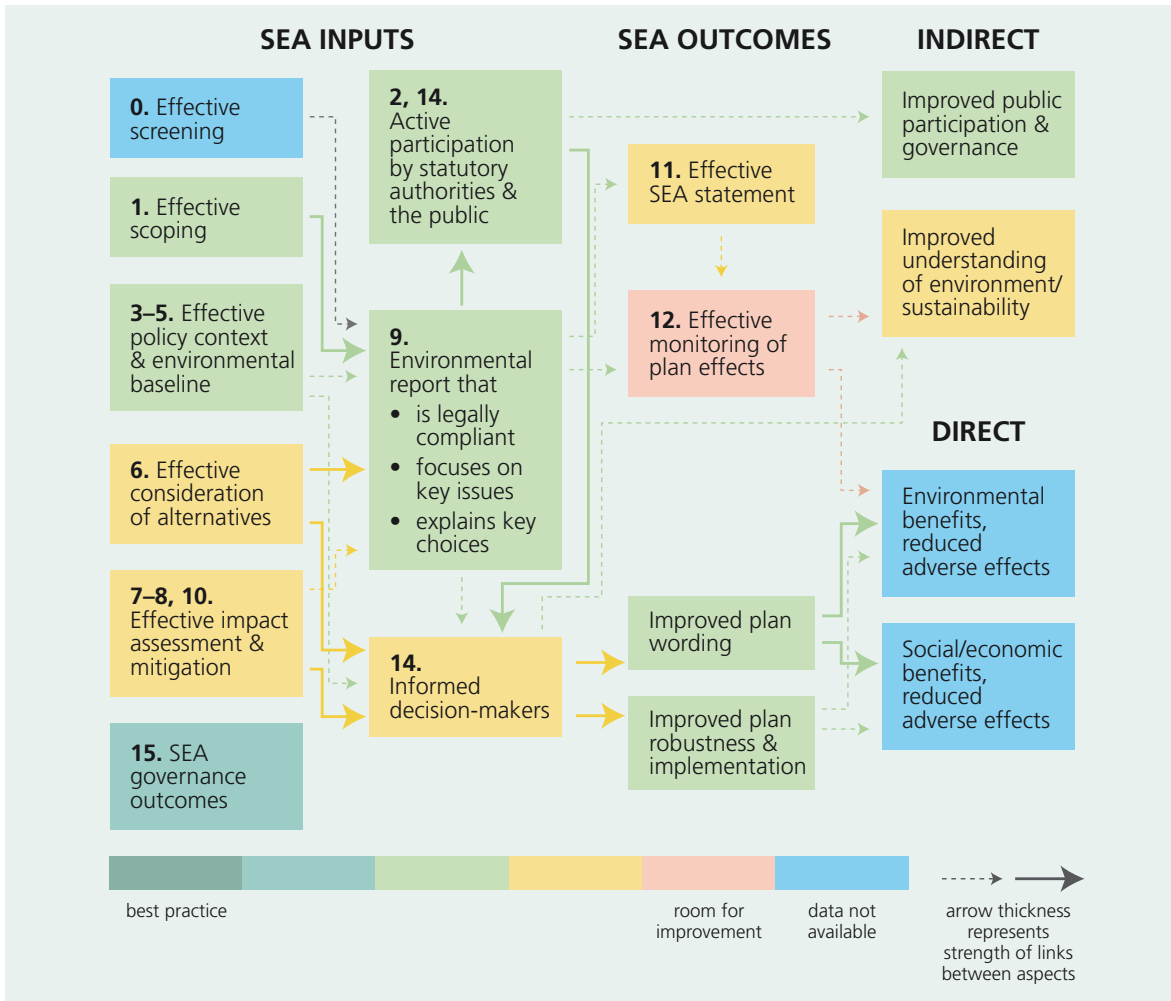 SEA INPUTS
SEA OUTCOMES
INDIRECT
0. Effective
screening
1. Effective
scoping
3–5. Effective
policy context
& environmental
baseline
6. Effective
consideration
of alternatives
7–8, 10.
Effective impact
assessment &
mitigation
15. SEA
governance
outcomes
2, 14.
Active
participation
by statutory
authorities &
the public
9.
Environmental
report that
• is legally
compliant
• focuses on
key issues
• explains key
choices
14.
Informed
decision-makers
11. Effective
SEA statement
12. Effective
monitoring of
plan effects
Improved plan
wording
Improved plan
robustness &
implementation
Improved public
participation &
governance
Improved
understanding
of environment/
sustainability
DIRECT
Environmental
benefits,
reduced
adverse effects
Social/economic
benefits,
reduced
adverse effects
best practice
room for
improvement
data not
available
arrow thickness
represents
strength of links
between aspects